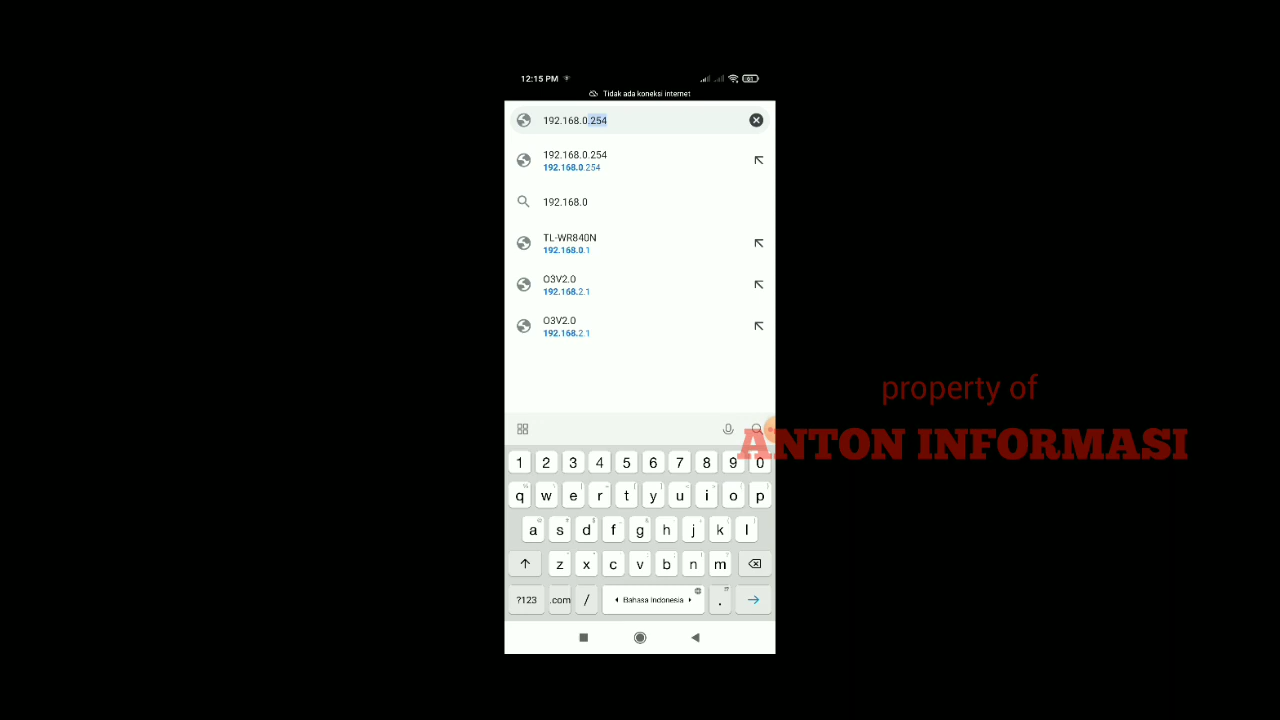 12:15 PM
61
Tidak ada koneksi internet
192.168.0.254
192.168.0.254
192.168.0.254
192.168.0
TL-WR840N
192.168.0.1
O3V2.0
192.168.2.1
O3V2.0
192.168.2.1
property of
ANTON INFORMASI
1 2 3 4 5 6 7 8 9 0
q w e r t y u i o p
a s d f g h j k l
z x c v b n m
?123 .com / Bahasa Indonesia .